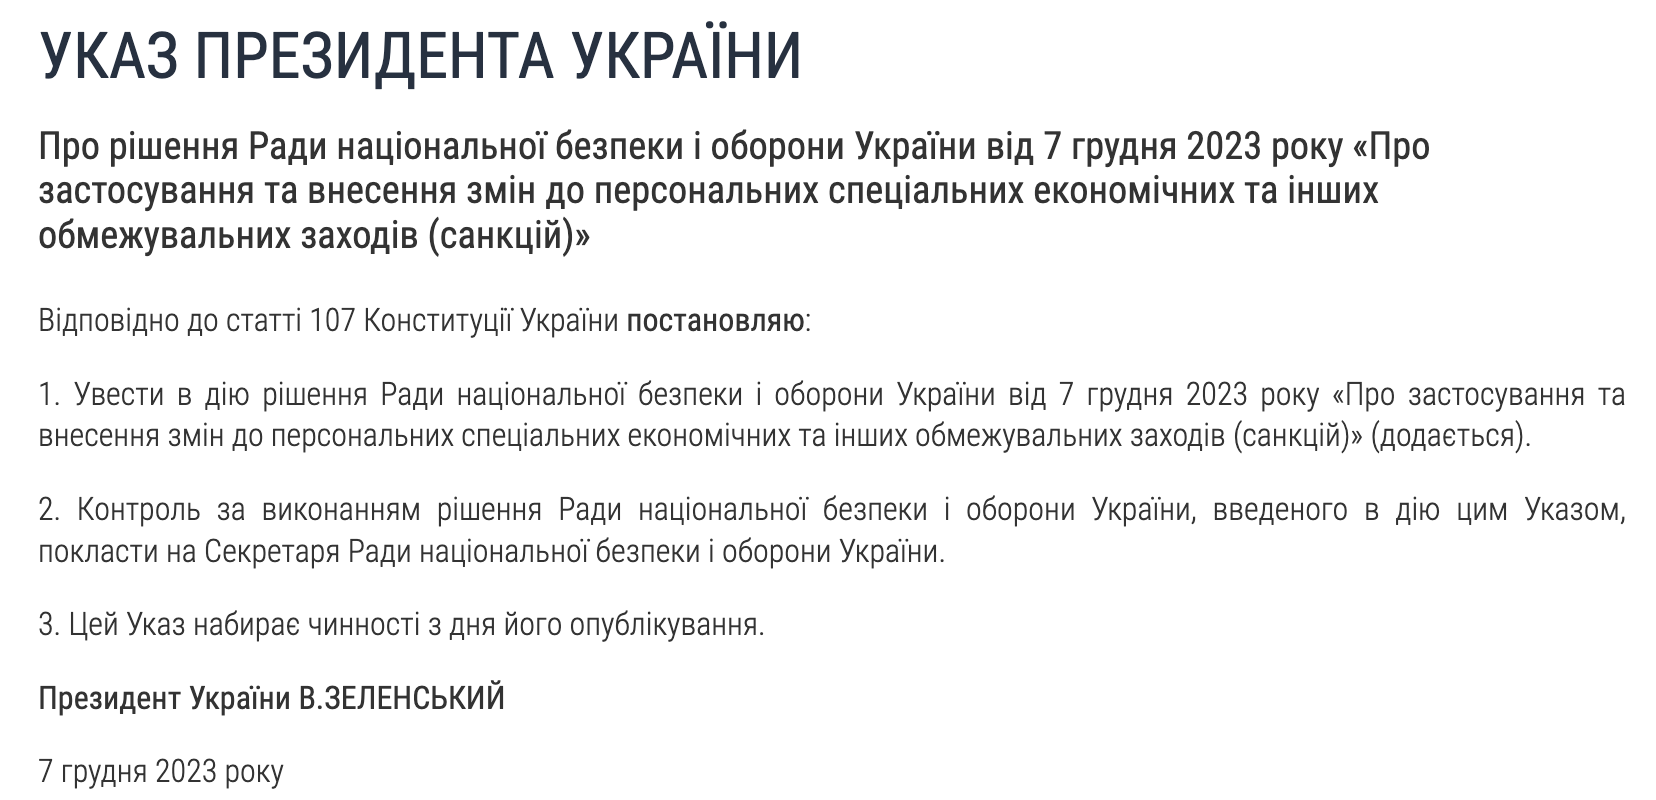 УКАЗ ПРЕЗИДЕНТА УКРАЇНИ
Про рішення Ради національної безпеки і оборони України від 7 грудня 2023 року «Про
застосування та внесення змін до персональних спеціальних економічних та інших
обмежувальних заходів (санкцій)»
Відповідно до статті 107 Конституції України постановляю:
1. Увести в дію рішення Ради національної безпеки і оборони України від 7 грудня 2023 року «Про застосування та
внесення змін до персональних спеціальних економічних та інших обмежувальних заходів (санкцій)» (додається).
2. Контроль за виконанням рішення Ради національної безпеки і оборони України, введеного в дію цим Указом,
покласти на Секретаря Ради національної безпеки і оборони України.
3. Цей Указ набирає чинності з дня його опублікування.
Президент України В.ЗЕЛЕНСЬКИЙ
7 грудня 2023 року